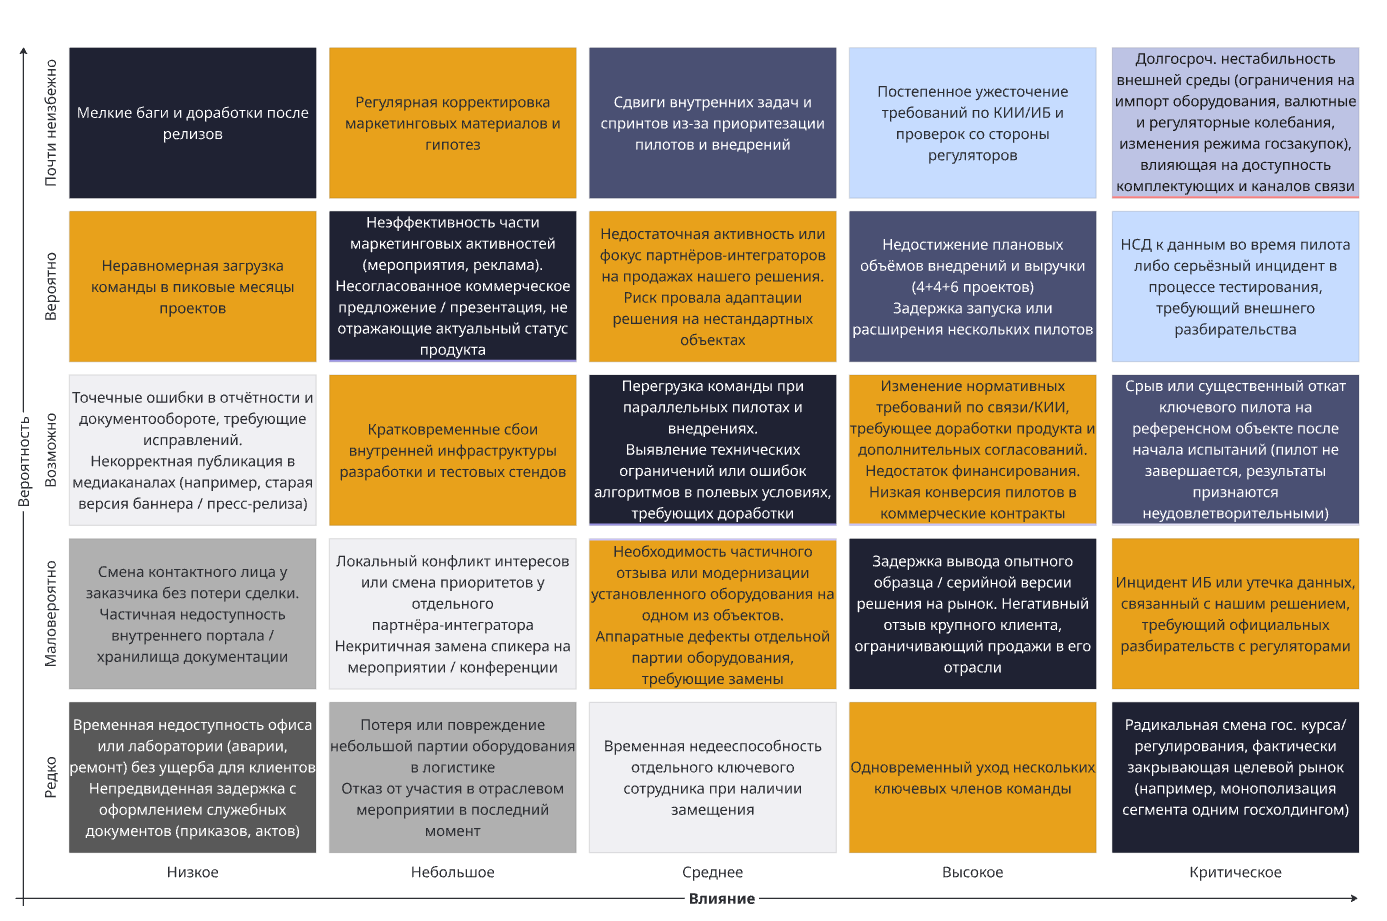 Вероятность
Почти неизбежно
Мелкие баги и доработки после
релизов
Регулярная корректировка
маркетинговых материалов и
гипотез
Сдвиги внутренних задач и
спринтов из-за приоритезации
пилотов и внедрений
Постепенное ужесточение
требований по КИИ/ИБ и
проверок со стороны
регуляторов
Долгосроч. нестабильность
внешней среды (ограничения на
импорт оборудования, валютные
и регуляторные колебания,
изменения режима госзакупок),
влияющая на доступность
комплектующих и каналов связи
Вероятно
Неравномерная загрузка
команды в пиковые месяцы
проектов
Неэффективность части
маркетинговых активностей
(мероприятия, реклама).
Несогласованное коммерческое
предложение / презентация, не
отражающие актуальный статус
продукта
Недостаточная активность или
фокус партнёров-интеграторов
на продажах нашего решения.
Риск провала адаптации
решения на нестандартных
объектах
Недостижение плановых
объёмов внедрений и выручки
(4+4+6 проектов)
Задержка запуска или
расширения нескольких пилотов
НСД к данным во время пилота
либо серьёзный инцидент в
процессе тестирования,
требующий внешнего
разбирательства
Возможно
Точечные ошибки в отчётности и
документообороте, требующие
исправлений.
Некорректная публикация в
медиаканалах (например, старая
версия баннера / пресс-релиза)
Кратковременные сбои
внутренней инфраструктуры
разработки и тестовых стендов
Перегрузка команды при
параллельных пилотах и
внедрениях.
Выявление технических
ограничений или ошибок
алгоритмов в полевых условиях,
требующих доработки
Изменение нормативных
требований по связи/КИИ,
требующее доработки продукта и
дополнительных согласований.
Недостаток финансирования.
Низкая конверсия пилотов в
коммерческие контракты
Срыв или существенный откат
ключевого пилота на
референсном объекте после
начала испытаний (пилот не
завершается, результаты
признаются
неудовлетворительными)
Маловероятно
Смена контактного лица у
заказчика без потери сделки.
Частичная недоступность
внутреннего портала /
хранилища документации
Локальный конфликт интересов
или смена приоритетов у
отдельного
партнёра-интегратора
Некритичная замена спикера на
мероприятии / конференции
Необходимость частичного
отзыва или модернизации
установленного оборудования на
одном из объектов.
Аппаратные дефекты отдельной
партии оборудования,
требующие замены
Задержка вывода опытного
образца / серийной версии
решения на рынок. Негативный
отзыв крупного клиента,
ограничивающий продажи в его
отрасли
Инцидент ИБ или утечка данных,
связанный с нашим решением,
требующий официальных
разбирательств с регуляторами
Редко
Временная недоступность офиса
или лаборатории (аварии,
ремонт) без ущерба для клиентов
Непредвиденная задержка с
оформлением служебных
документов (приказов, актов)
Потеря или повреждение
небольшой партии оборудования
в логистике
Отказ от участия в отраслевом
мероприятии в последний
момент
Временная недееспособность
отдельного ключевого
сотрудника при наличии
замещения
Одновременный уход нескольких
ключевых членов команды
Радикальная смена гос. курса/
регулирования, фактически
закрывающая целевой рынок
(например, монополизация
сегмента одним госхолдингом)
Низкое
Небольшое
Среднее
Высокое
Критическое
Влияние